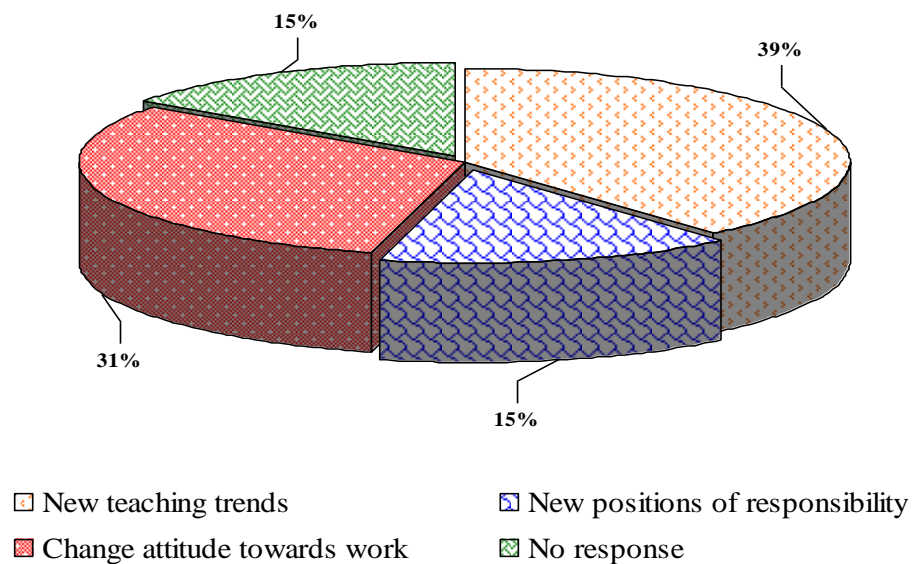 15%
39%
31%
15%
New teaching trends
New positions of responsibility
Change attitude towards work
No response